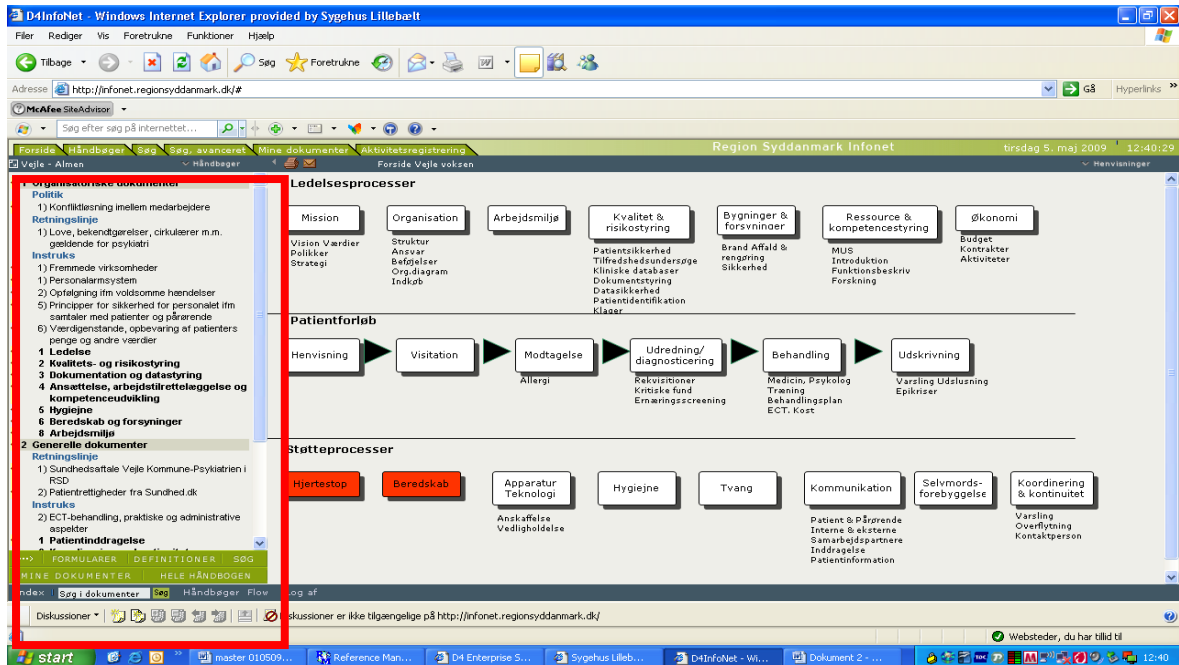 D4InfoNet - Windows Internet Explorer provided by Sygehus Lillebælt
Filer Rediger Vis Foretrukne Funktioner Hjælp
Tilbage Søg Foretrukne
Adresse http://infonet.regionsyddanmark.dk/# Gå Hyperlinks »
McAfee SiteAdvisor
Søg efter søg på internettet...
Forside Håndbøger Søg Søg, avanceret Mine dokumenter Aktivitetsregistrering Region Syddanmark Infonet tirsdag 5. maj 2009 12:40:29
Vejle - Almen Håndbøger Forside Vejle voksen Henvisninger
1 Organisatoriske dokumenter
Politik
1) Konfliktløsning imellem medarbejdere
Retningslinje
1) Love, bekendtgørelser, cirkulærer m.m.
gældende for psykiatri
Instruks
1) Fremmede virksomheder
1) Personalarmsystem
2) Opfølgning ifm voldsomme hændelser
5) Principper for sikkerhed for personalet ifm
samtaler med patienter og pårørende
6) Værdigenstande, opbevaring af patienters
penge og andre værdier
1 Ledelse
2 Kvalitets- og risikostyring
3 Dokumentation og datastyring
4 Ansættelse, arbejdstilrettelæggelse og
kompetenceudvikling
5 Hygiejne
6 Beredskab og forsyninger
8 Arbejdsmiljø
2 Generelle dokumenter
Retningslinje
1) Sundhedsaftale Vejle Kommune-Psykiatrien i
RSD
2) Patientrettigheder fra Sundhed.dk
Instruks
2) ECT-behandling, praktiske og administrative
aspekter
1 Patientinddragelse
FORMULARER DEFINITIONER SØG
MINE DOKUMENTER HELE HÅNDBOGEN
Ledelsesprocesser
Mission
Vision Værdier
Polikker
Strategi
Organisation
Struktur
Ansvar
Beføjelser
Org.diagram
Indkøb
Arbejdsmiljø
Kvalitet &
risikostyring
Patientsikkerhed
Tilfredshedsundersøge
Kliniske databaser
Dokumentstyring
Datasikkerhed
Patientidentifikation
Klager
Bygninger &
forsvninger
Brand Affald &
rengøring
Sikkerhed
Ressource &
kompetencestyring
MUS
Introduktion
Funktionsbeskriv
Forskning
Økonomi
Budget
Kontrakter
Aktiviteter
Patientforløb
Henvisning
Visitation
Modtagelse
Allergi
Udredning/
diagnosticering
Rekvisitioner
Kritiske fund
Ernæringsscreening
Behandling
Medicin, Psykolog
Træning
Behandlingsplan
ECT. Kost
Udskrivning
Varsling Udslusning
Epikriser
Støtteprocesser
Hjertestop
Beredskab
Apparatur
Teknologi
Anskaffelse
Vedligholdelse
Hygiejne
Tvang
Kommunikation
Patient & Pårørende
Interne & eksterne
Samarbejdspartnere
Inddragelse
Patientinformation
Selvmords-
forebyggelse
Koordinering
& kontinuitet
Varsling
Overflytning
Kontaktperson
Index Søg i dokumenter Søg Håndbøger Flow Log af
Diskussioner Diskussioner er ikke tilgængelige på http://infonet.regionsyddanmark.dk/
Websteder, du har tillid til
start master 010509... Reference Man... D4 Enterprise S... Sygehus Lilleb... D4InfoNet - Wi... Dokument 2 - ... 12:40